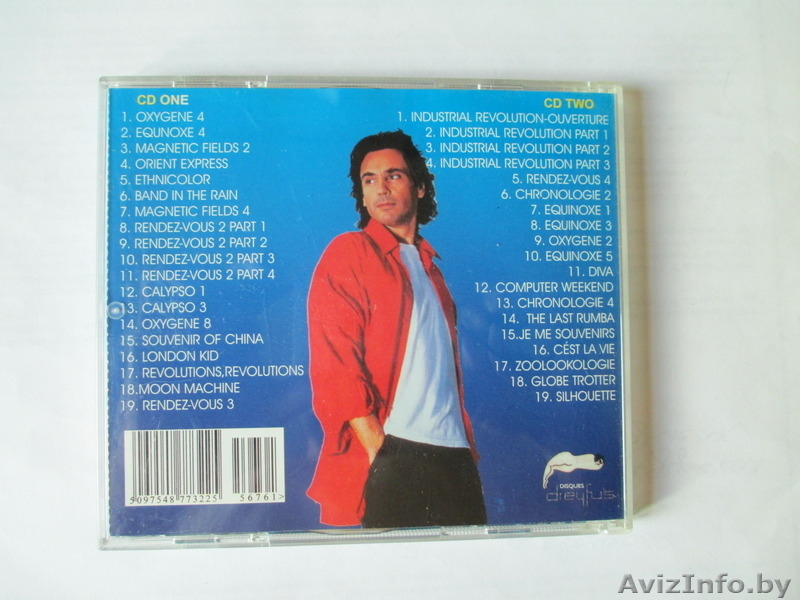 CD ONE
1. OXYGENE 4
2. EQUNOXE 4
3. MAGNETIC FIELDS 2
4. ORIENT EXPRESS
5. ETHNICOLOR
6. BAND IN THE RAIN
7. MAGNETIC FIELDS 4
8. RENDEZ-VOUS 2 PART 1
9. RENDEZ-VOUS 2 PART 2
10. RENDEZ-VOUS 2 PART 3
11. RENDEZ-VOUS 2 PART 4
12. CALYPSO 1
13. CALYPSO 3
14. OXYGENE 8
15. SOUVENIR OF CHINA
16. LONDON KID
17. REVOLUTIONS,REVOLUTIONS
18.MOON MACHINE
19. RENDEZ-VOUS 3
CD TWO
1. INDUSTRIAL REVOLUTION-OUVERTURE
2. INDUSTRIAL REVOLUTION PART 1
3. INDUSTRIAL REVOLUTION PART 2
4. INDUSTRIAL REVOLUTION PART 3
5. RENDEZ-VOUS 4
6. CHRONOLOGIE 2
7. EQUINOXE 1
8. EQUINOXE 3
9. OXYGENE 2
10. EQUINOXE 5
11. DIVA
12. COMPUTER WEEKEND
13. CHRONOLOGIE 4
14. THE LAST RUMBA
15.JE ME SOUVENIRS
16. CÉST LA VIE
17. ZOOLOOKOLOGIE
18. GLOBE TROTTER
19. SILHOUETTE
5097548 773225 56761>
DISQUES
dreyfus
AvizInfo.by